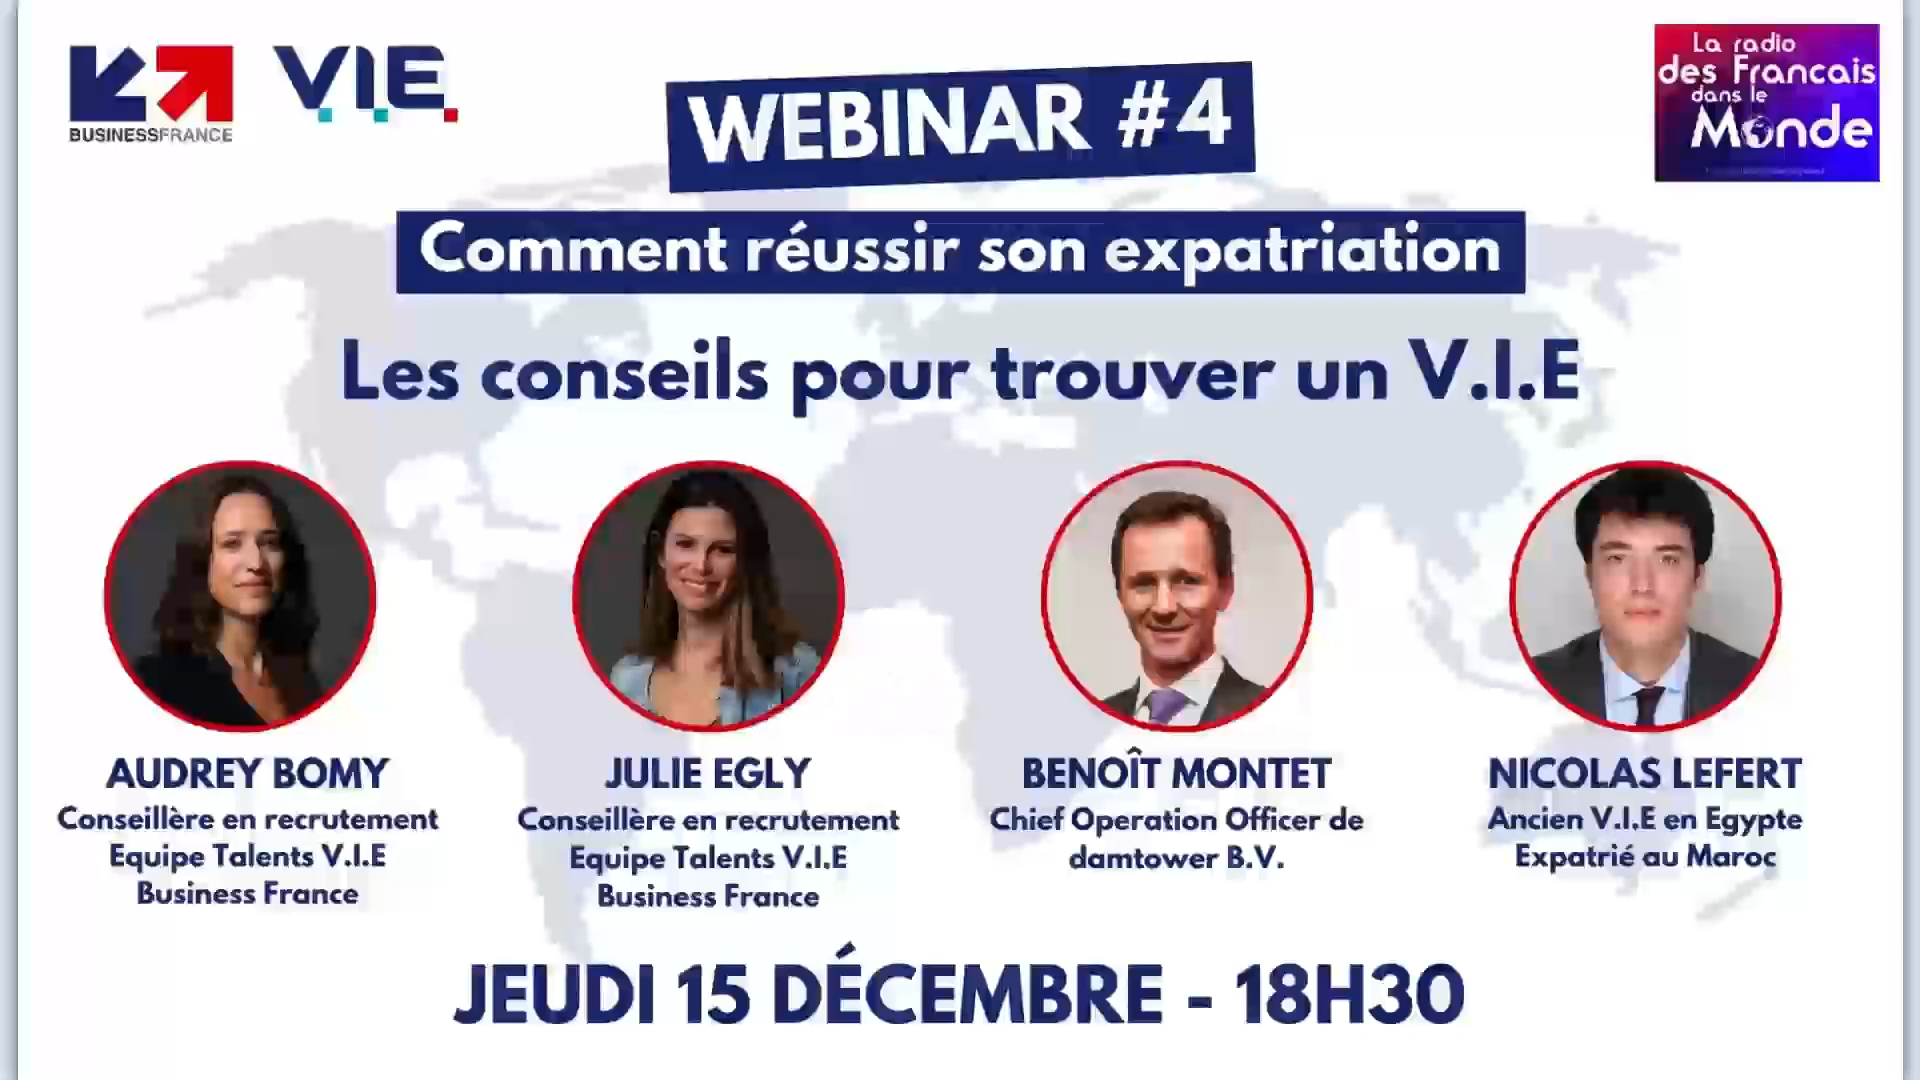 BUSINESSFRANCE
V.I.E.
WEBINAR #4
La radio
des Francais
dans le
Monde
Comment réussir son expatriation
Les conseils pour trouver un V.I.E
AUDREY BOMY
Conseillère en recrutement
Equipe Talents V.I.E
Business France
JULIE EGLY
Conseillère en recrutement
Equipe Talents V.I.E
Business France
BENOÎT MONTET
Chief Operation Officer de
damtower B.V.
NICOLAS LEFERT
Ancien V.I.E en Egypte
Expatrié au Maroc
JEUDI 15 DÉCEMBRE - 18H30